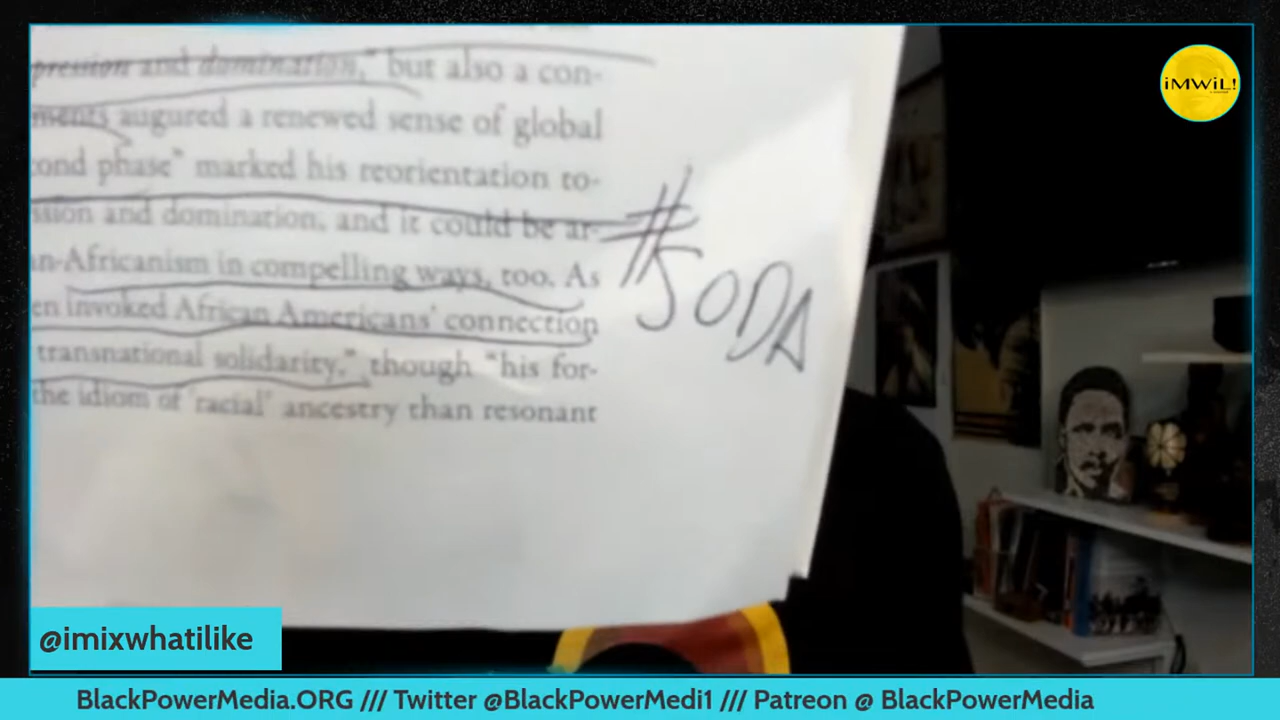 pression and domination," but also a con-
ments augured a renewed sense of global
ond phase" marked his reorientation to-
ssion and domination, and it could be ar-
n-Africanism in compelling ways, too. As
en invoked African Americans' connection
transnational solidarity," though "his for-
the idiom of 'racial' ancestry than resonant
#SODA
iMWiL!
@imixwhatilike
BlackPowerMedia.ORG /// Twitter @BlackPowerMedi1 /// Patreon @ BlackPowerMedia